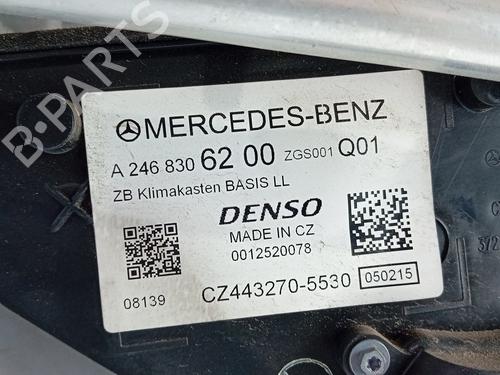 B-PARTS
MERCEDES-BENZ
A 246 830 62 00 ZGS001 Q01
ZB Klimakasten BASIS LL
DENSO
MADE IN CZ
0012520078
08139
CZ443270-5530 050215